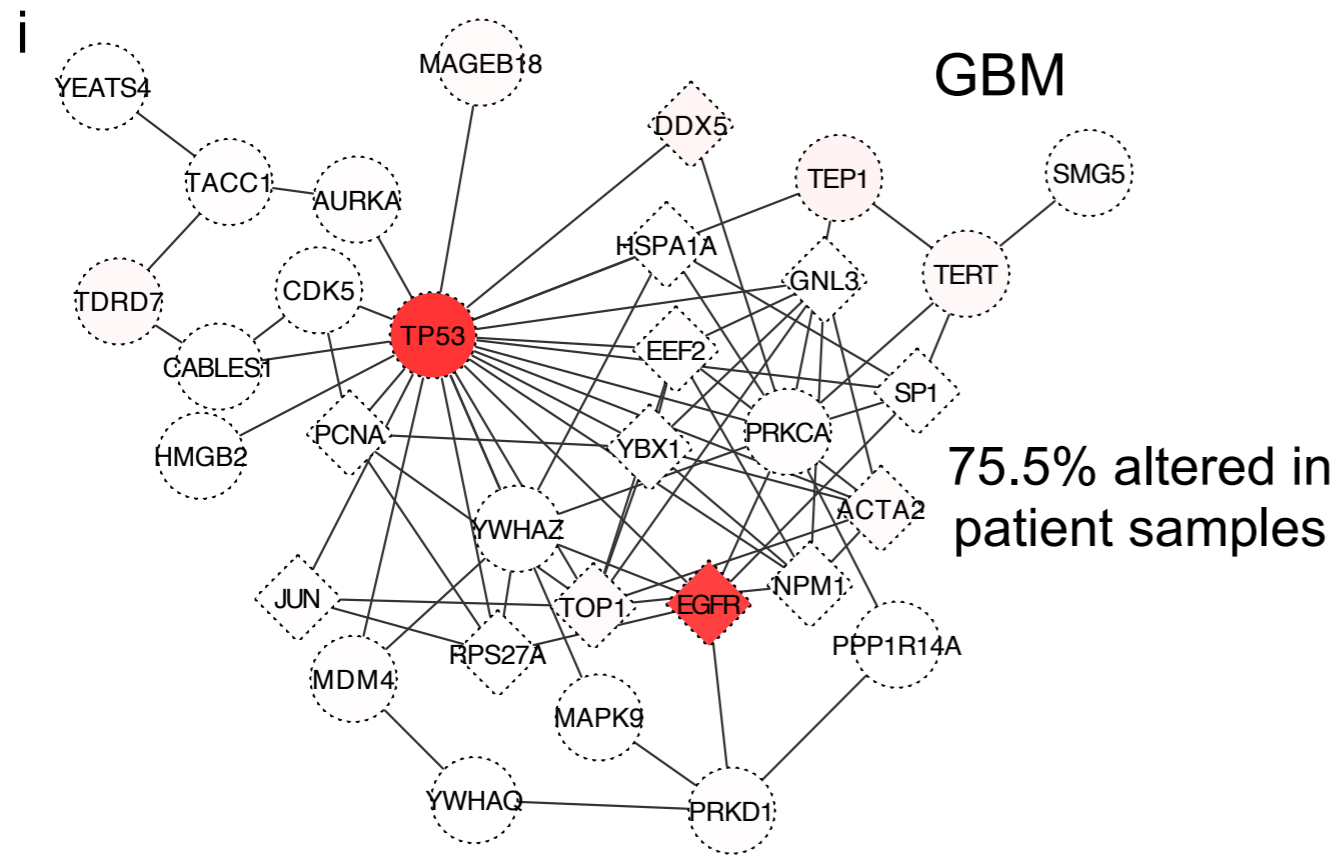 i
GBM
MAGEB18
YEATS4
DDX5
TEP1
SMG5
TACC1
AURKA
HSPA1A
GNL3
TERT
CDK5
TDRD7
TP53
EEF2
CABLES1
SP1
PCNA
YBX1
PRKCA
HMGB2
75.5% altered in
patient samples
ACTA2
YWHAZ
JUN
TOP1
EGFR
NPM1
RPS27A
PPP1R14A
MDM4
MAPK9
YWHAQ
PRKD1